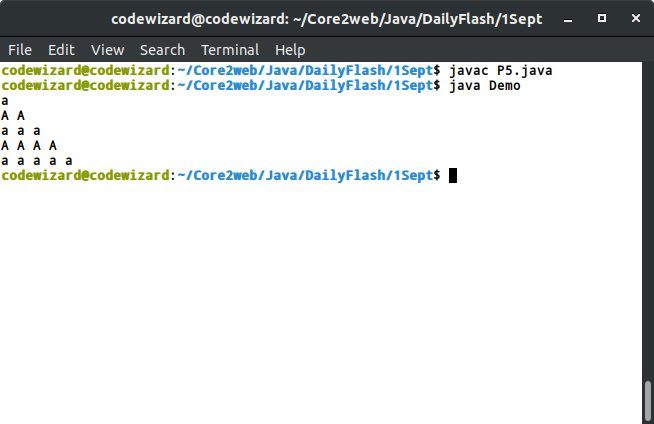 codewizard@codewizard: ~/Core2web/Java/DailyFlash/1Sept
File Edit View Search Terminal Help
codewizard@codewizard:~/Core2web/Java/DailyFlash/1Sept$ javac P5.java
codewizard@codewizard:~/Core2web/Java/DailyFlash/1Sept$ java Demo
a
A A
a a a
A A A A
a a a a a
codewizard@codewizard:~/Core2web/Java/DailyFlash/1Sept$